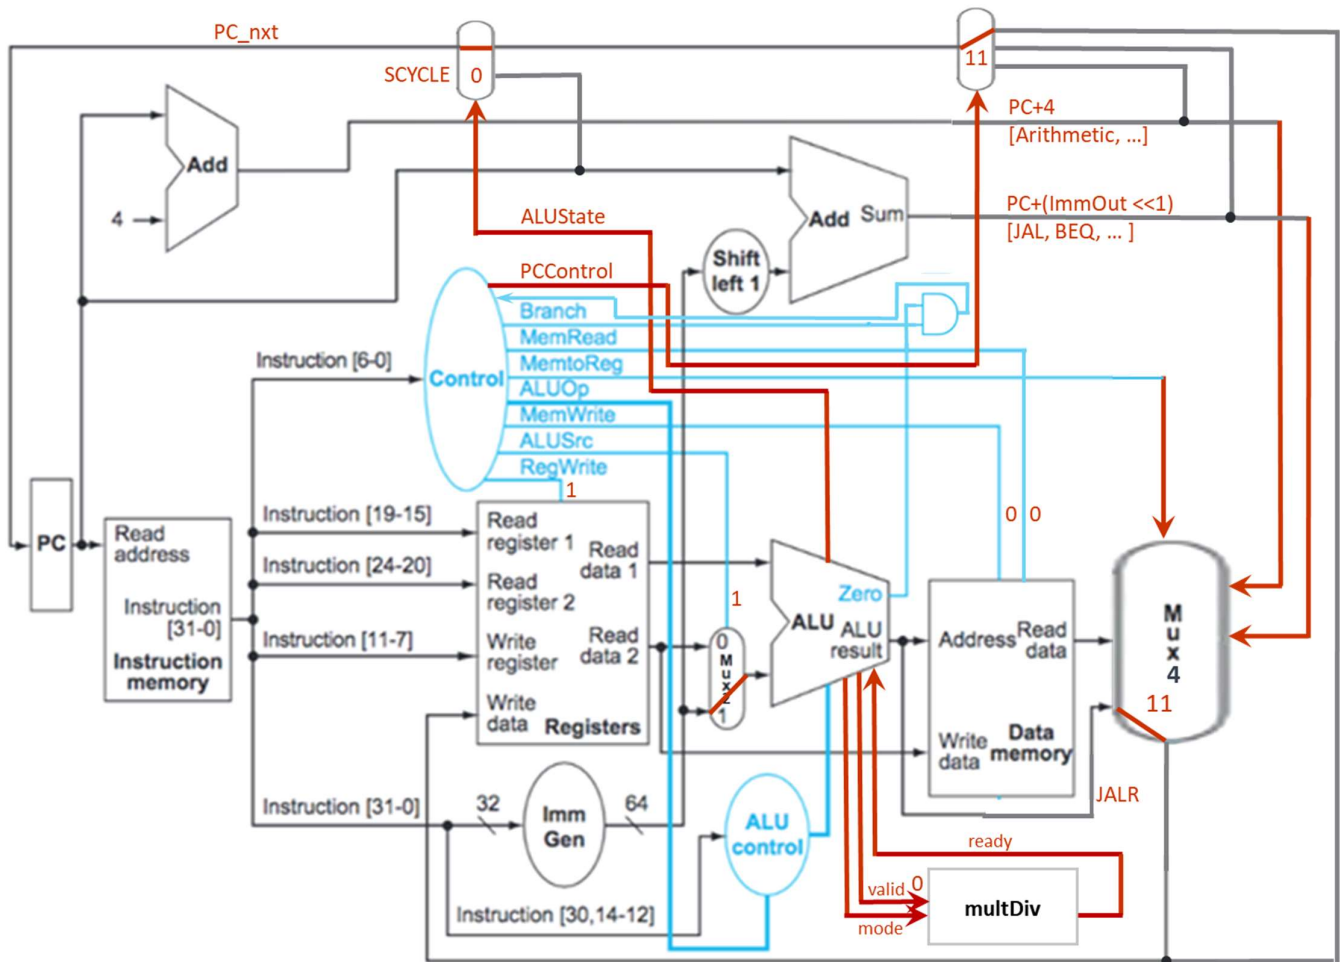 PC_nxt
SCYCLE
0
11
PC+4
[Arithmetic, ...]
Add
4
ALUState
PC+(ImmOut <<1)
[JAL, BEQ, ... ]
Add Sum
Shift
left 1
PCControl
Branch
MemRead
MemtoReg
ALUOp
MemWrite
ALUSrc
RegWrite
Control
Instruction [6-0]
1
0 0
PC
Read
address
Instruction
[31-0]
Instruction
memory
Instruction [19-15]
Instruction [24-20]
Instruction [11-7]
Instruction [31-0]
Read
register 1
Read
register 2
Write
register
Write
data
Read
data 1
Read
data 2
Registers
1
0
M
u
x
2
1
Zero
ALU
ALU
result
Address
Read
data
Write
data
Data
memory
M
u
x
4
11
JALR
32
Imm
Gen
64
ALU
control
Instruction [30,14-12]
ready
valid 0
mode
multDiv